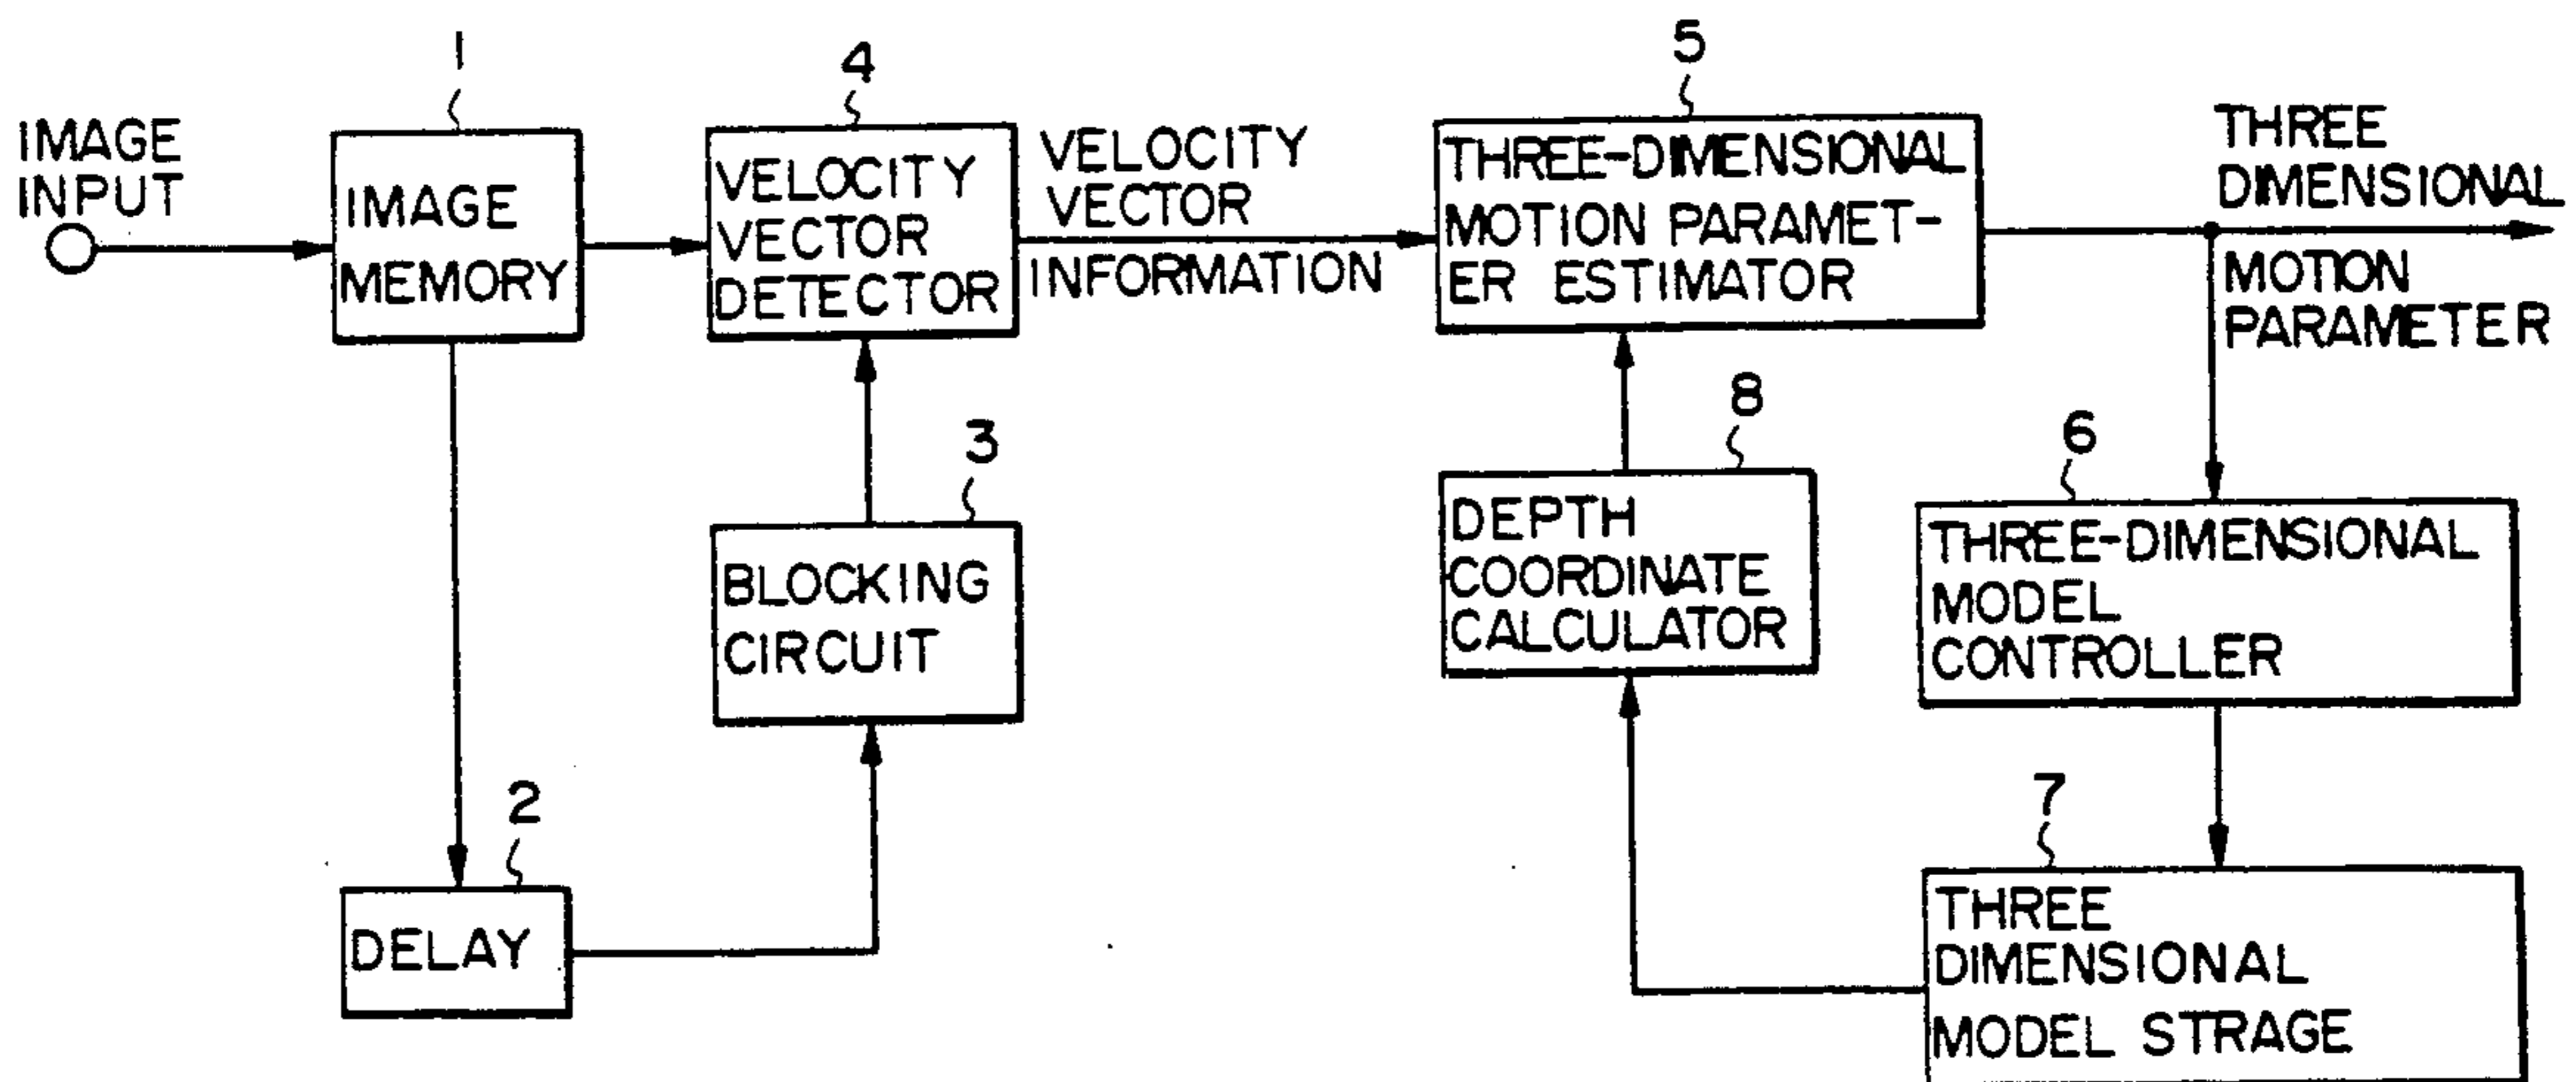 1
4
5
IMAGE
INPUT
IMAGE
MEMORY
VELOCITY
VECTOR
DETECTOR
VELOCITY
VECTOR
INFORMATION
THREE-DIMENSIONAL
MOTION PARAMET-
ER ESTIMATOR
THREE
DIMENSIONAL
MOTION
PARAMETER
3
BLOCKING
CIRCUIT
8
DEPTH
COORDINATE
CALCULATOR
6
THREE-DIMENSIONAL
MODEL
CONTROLLER
2
DELAY
7
THREE
DIMENSIONAL
MODEL STRAGE